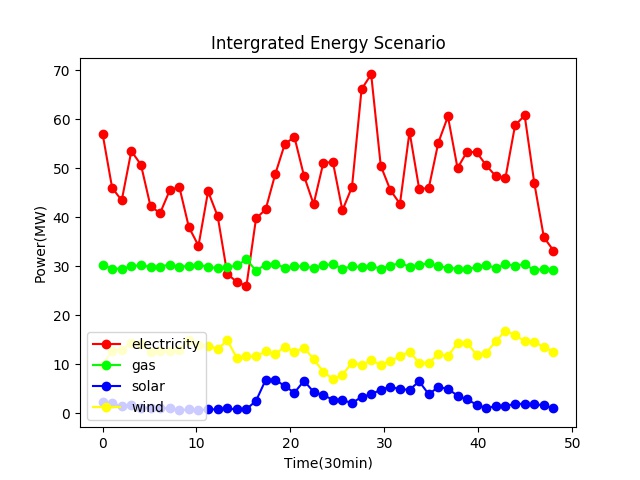 Intergrated Energy Scenario
70
60
50
40
30
20
10
0
Power(MW)
electricity
gas
solar
wind
0 10 20 30 40 50
Time(30min)